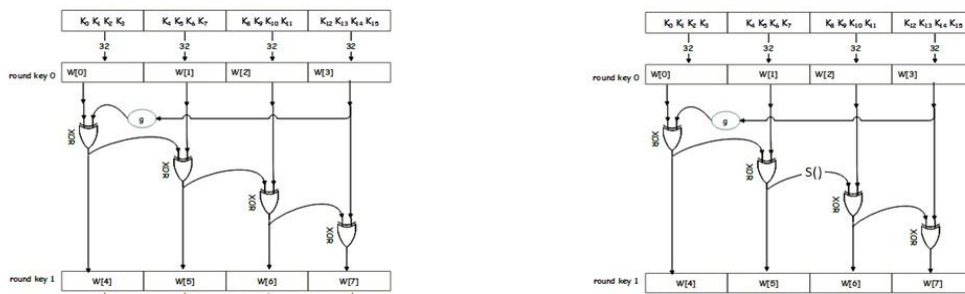 K0 K1 K2 K3 K4 K5 K6 K7 K8 K9 K10 K11 K12 K13 K14 K15
32 32 32 32
round key 0 W[0] W[1] W[2] W[3]
g
XOR
XOR
XOR
XOR
round key 1 W[4] W[5] W[6] W[7]
K0 K1 K2 K3 K4 K5 K6 K7 K8 K9 K10 K11 K12 K13 K14 K15
32 32 32 32
round key 0 W[0] W[1] W[2] W[3]
g
XOR
XOR
S()
XOR
XOR
round key 1 W[4] W[5] W[6] W[7]